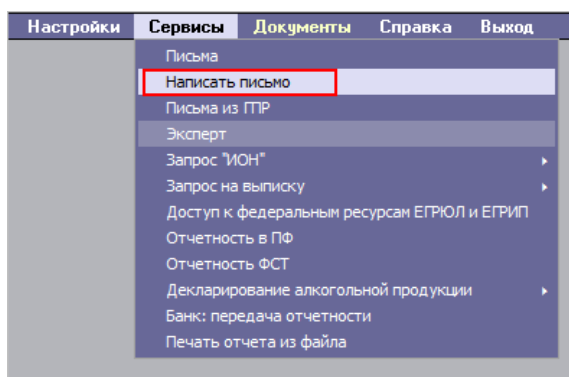 Настройки Сервисы Документы Справка Выход
Письма
Написать письмо
Письма из ГПР
Эксперт
Запрос "ИОН"
Запрос на выписку
Доступ к федеральным ресурсам ЕГРЮЛ и ЕГРИП
Отчетность в ПФ
Отчетность ФСТ
Декларирование алкогольной продукции
Банк: передача отчетности
Печать отчета из файла